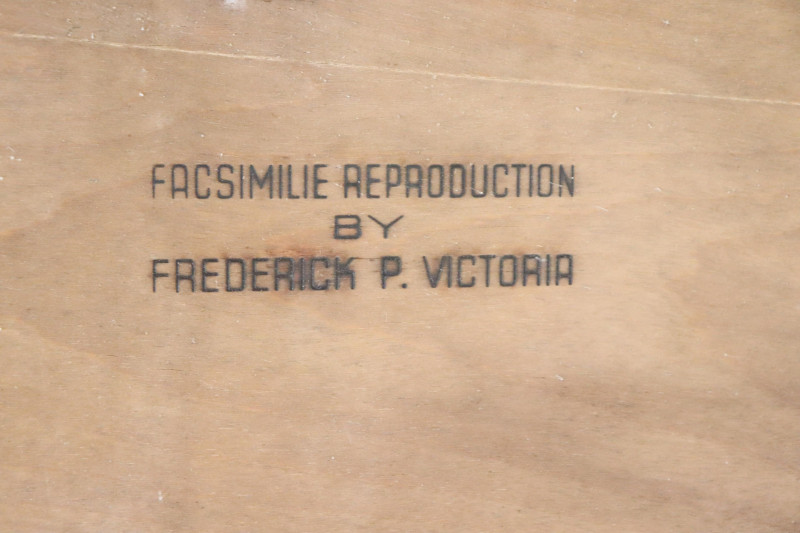 FACSIMILIE REPRODUCTION
BY
FREDERICK P. VICTORIA